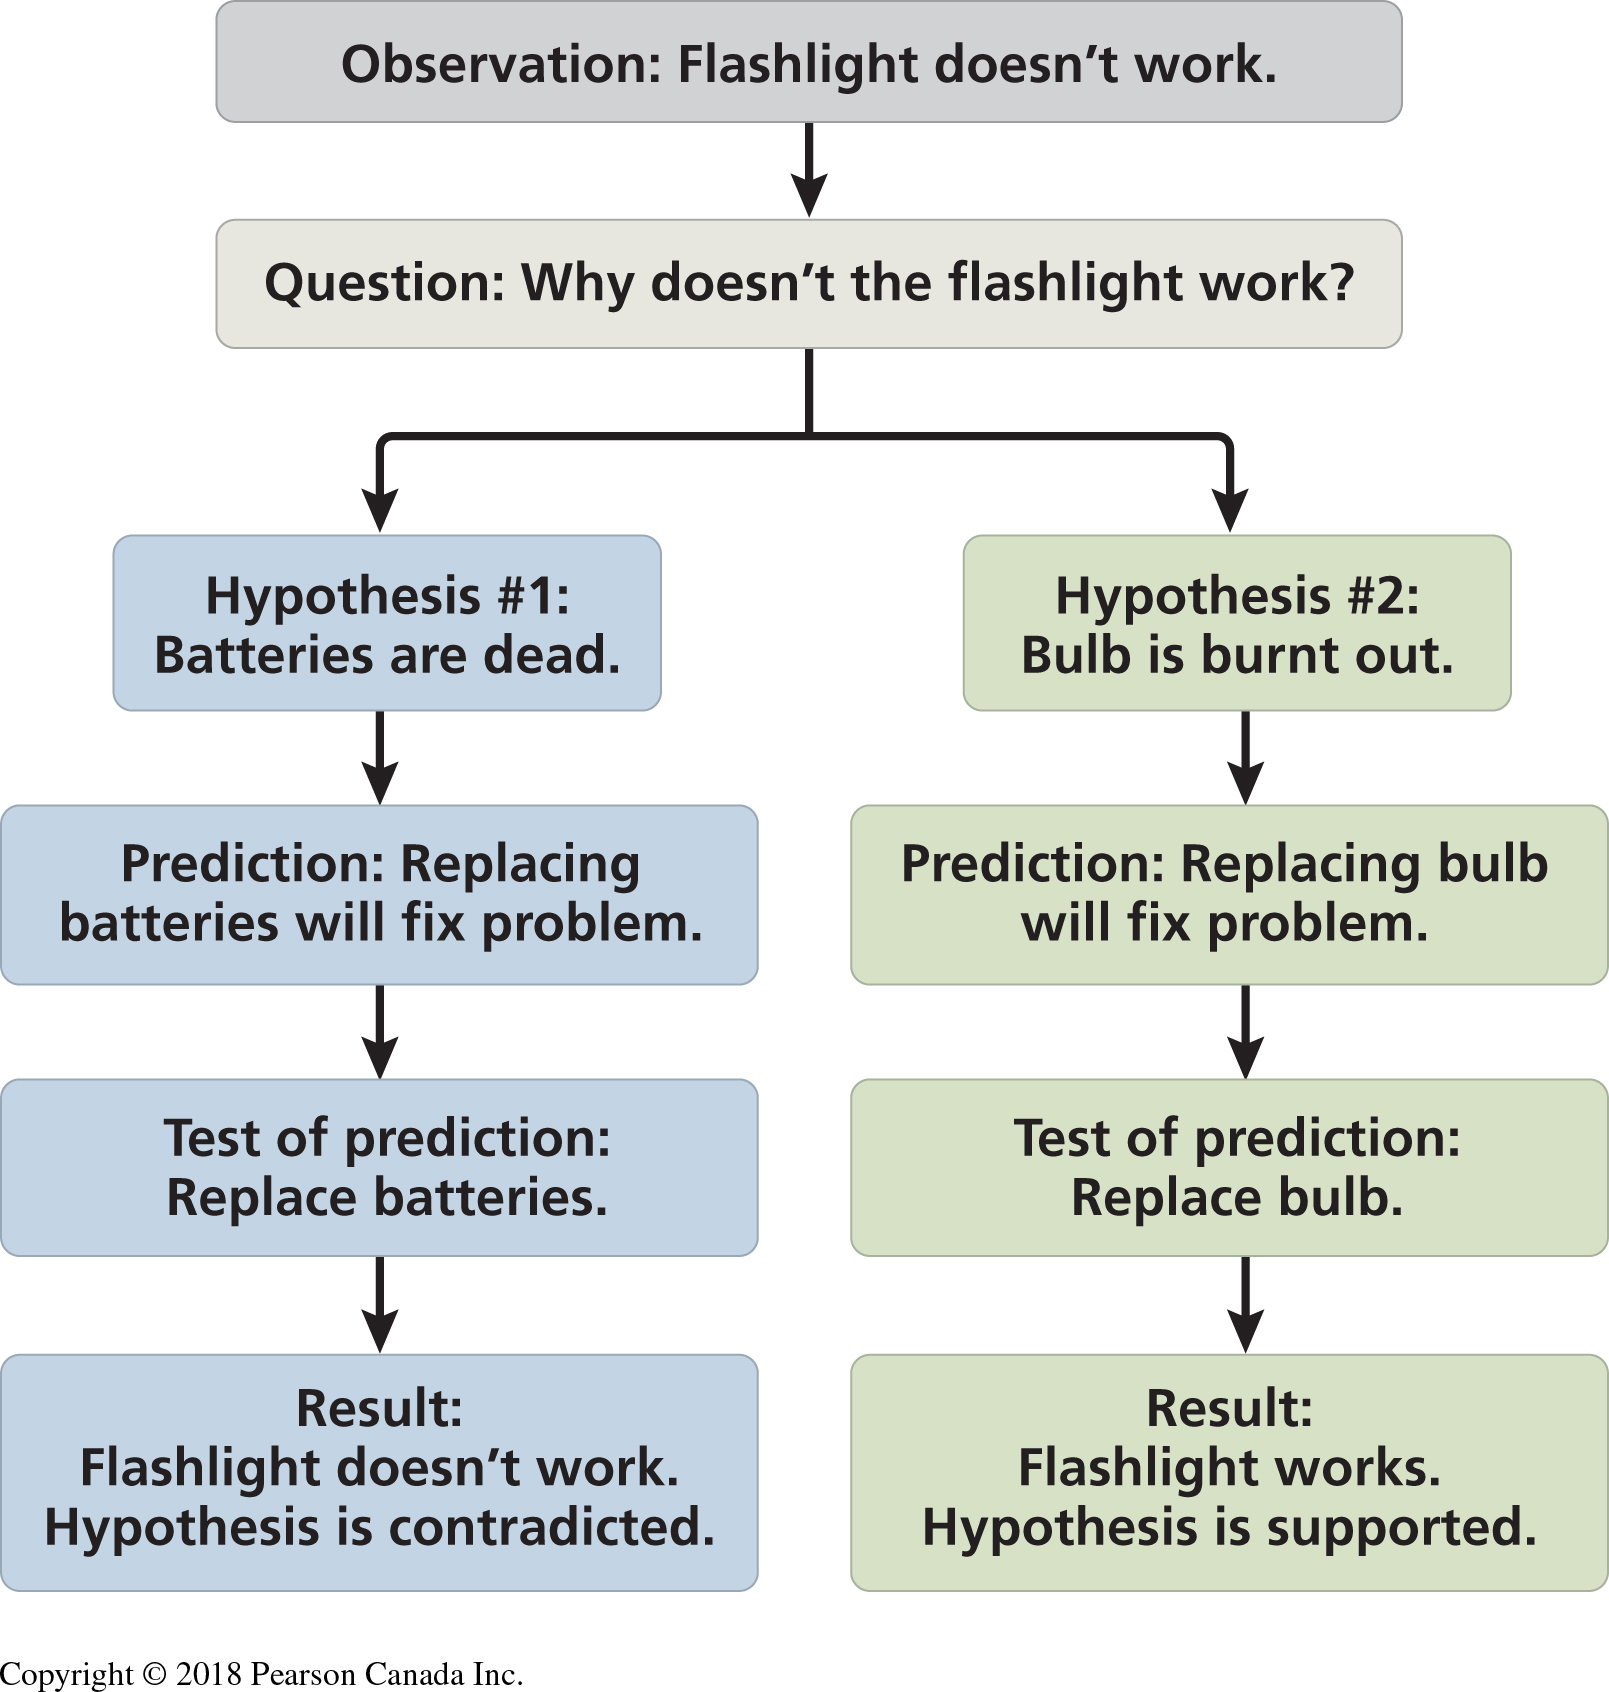 Observation: Flashlight doesn’t work.
Question: Why doesn’t the flashlight work?
Hypothesis #1:
Batteries are dead.
Prediction: Replacing
batteries will fix problem.
Test of prediction:
Replace batteries.
Result:
Flashlight doesn’t work.
Hypothesis is contradicted.
Hypothesis #2:
Bulb is burnt out.
Prediction: Replacing bulb
will fix problem.
Test of prediction:
Replace bulb.
Result:
Flashlight works.
Hypothesis is supported.
Copyright © 2018 Pearson Canada Inc.